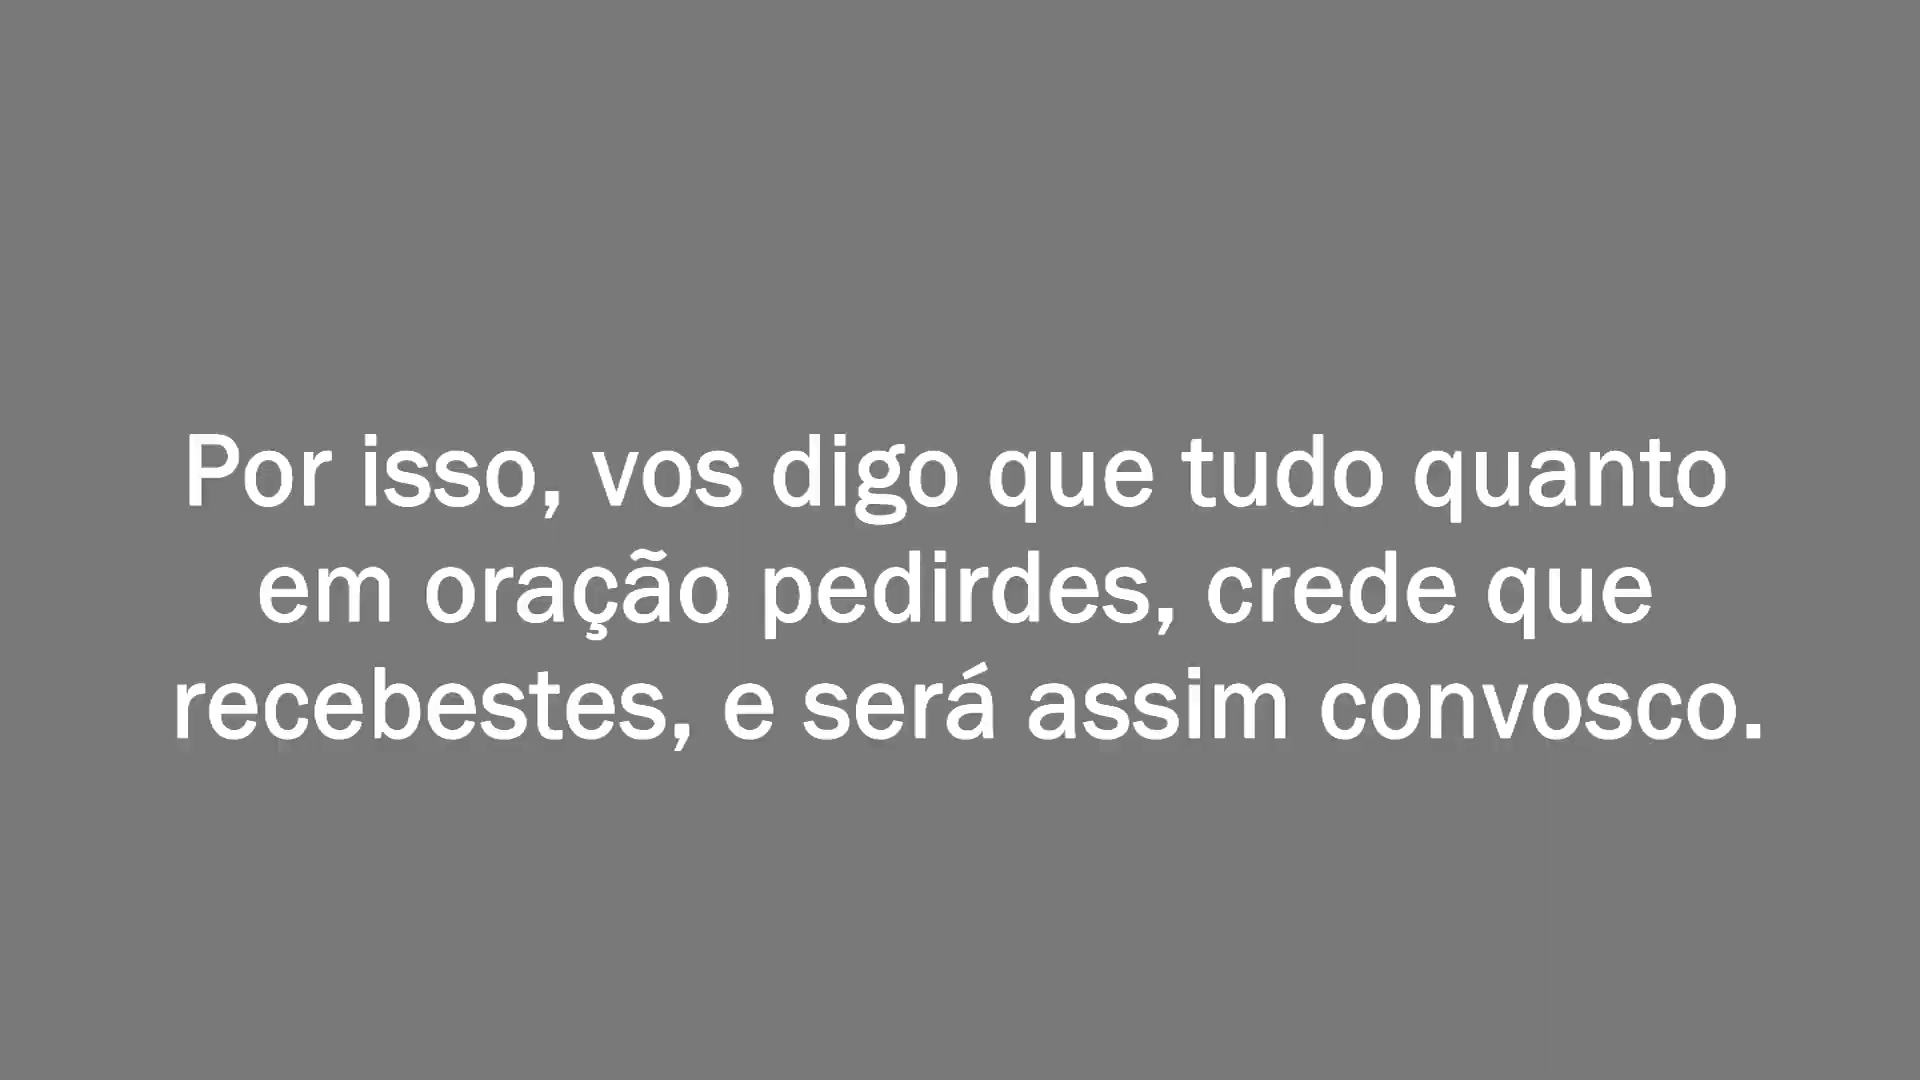 Por isso, vos digo que tudo quanto
em oração pedirdes, crede que
recebestes, e será assim convosco.